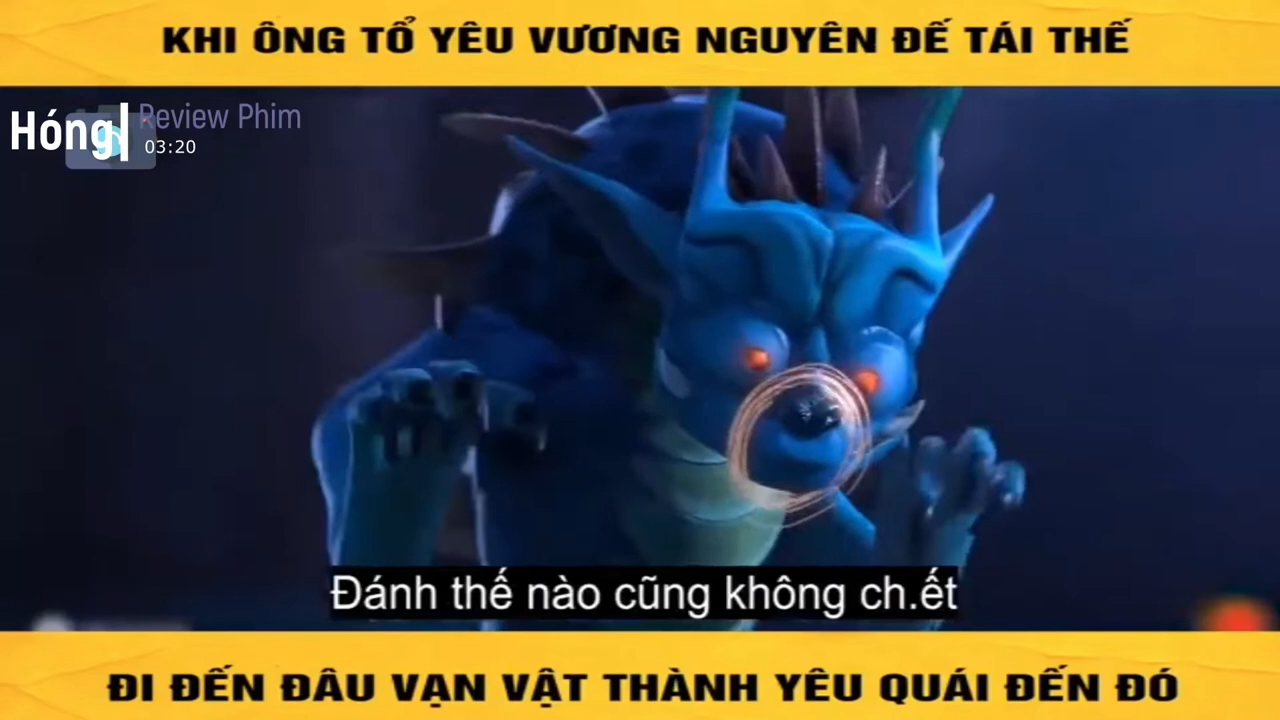 KHI ÔNG TỔ YÊU VƯƠNG NGUYÊN ĐẾ TÁI THẾ
Hóng Review Phim
03:20
Đánh thế nào cũng không ch.ết
ĐI ĐẾN ĐÂU VẠN VẬT THÀNH YÊU QUÁI ĐẾN ĐÓ